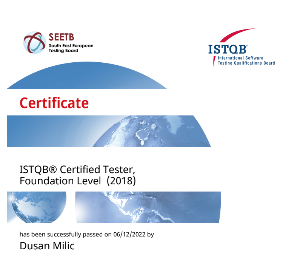 SEETB
South East European
Testing Board
ISTQB®
International Software
Testing Qualifications Board
Certificate
ISTQB® Certified Tester,
Foundation Level (2018)
has been successfully passed on 06/12/2022 by
Dusan Milic